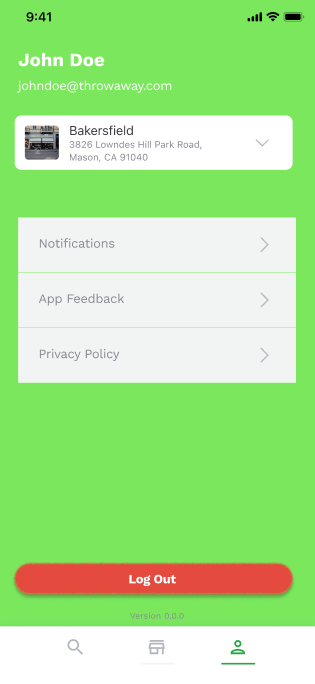 9:41
John Doe
johndoe@throwaway.com
Bakersfield
3826 Lowndes Hill Park Road,
Mason, CA 91040
Notifications
App Feedback
Privacy Policy
Log Out
Version 0.0.0